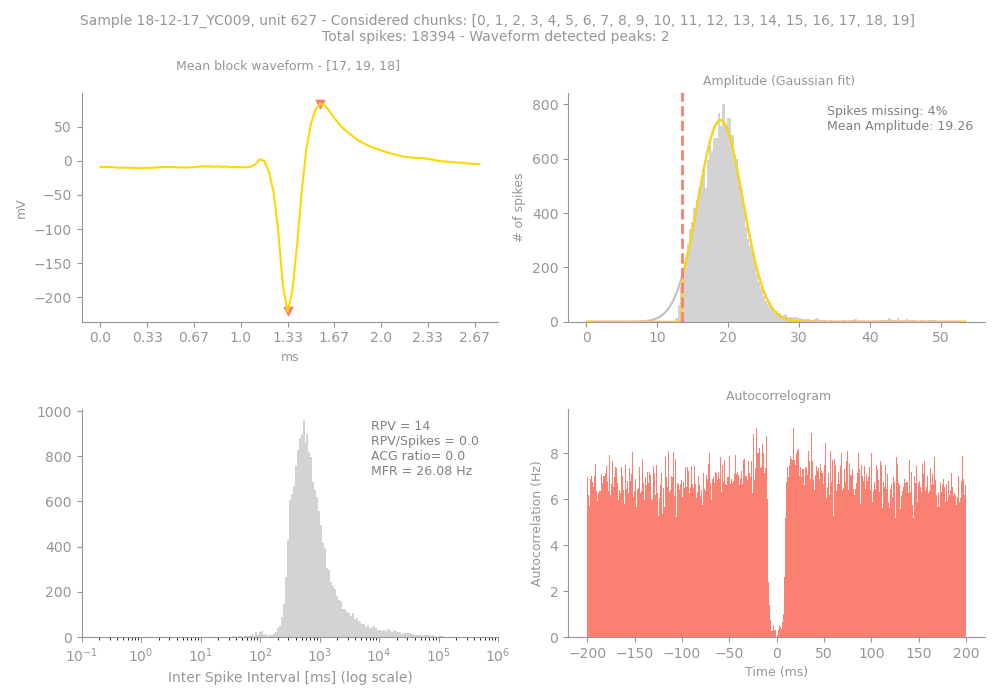 Sample 18-12-17_YC009, unit 627 - Considered chunks: [0, 1, 2, 3, 4, 5, 6, 7, 8, 9, 10, 11, 12, 13, 14, 15, 16, 17, 18, 19]
Total spikes: 18394 - Waveform detected peaks: 2
Mean block waveform - [17, 19, 18]
50
0
−50
−100
−150
−200
mV
0.0 0.33 0.67 1.0 1.33 1.67 2.0 2.33 2.67
ms
Amplitude (Gaussian fit)
Spikes missing: 4%
Mean Amplitude: 19.26
800
600
400
200
0
# of spikes
0 10 20 30 40 50
RPV = 14
RPV/Spikes = 0.0
ACG ratio= 0.0
MFR = 26.08 Hz
1000
800
600
400
200
0
10⁻¹ 10⁰ 10¹ 10² 10³ 10⁴ 10⁵ 10⁶
Inter Spike Interval [ms] (log scale)
Autocorrelogram
8
6
4
2
0
Autocorrelation (Hz)
−200 −150 −100 −50 0 50 100 150 200
Time (ms)